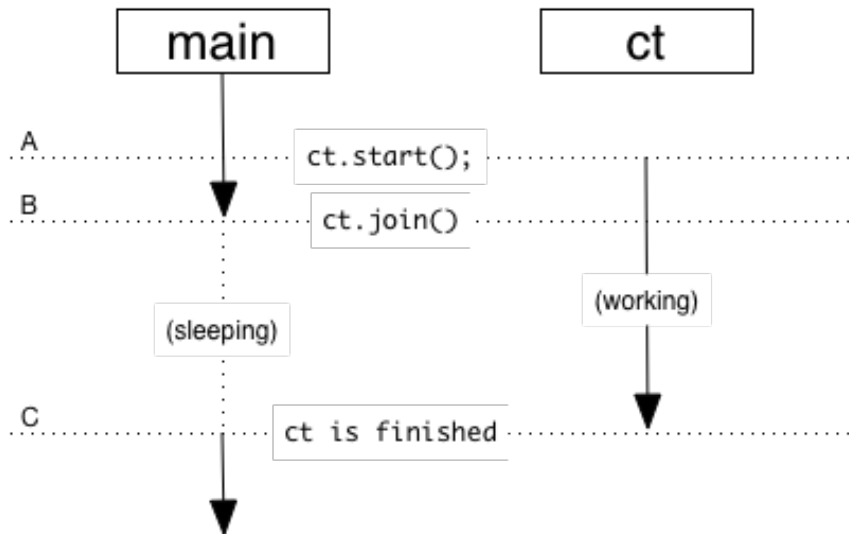 main
ct
A
ct.start();
B
ct.join()
(working)
(sleeping)
C
ct is finished